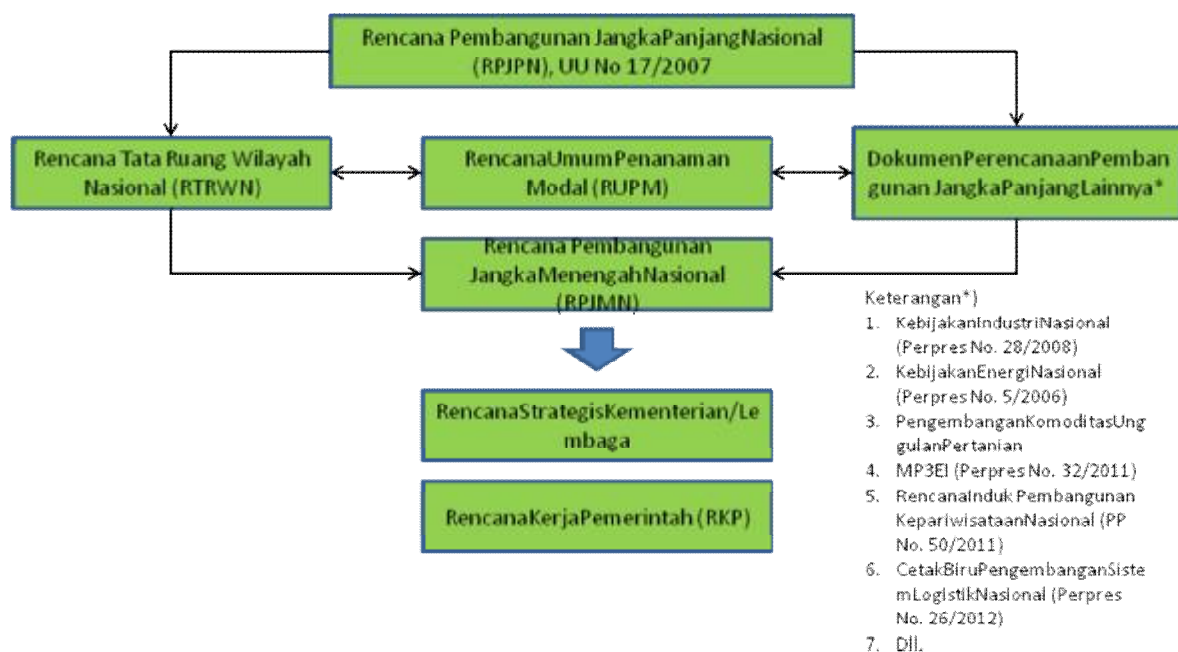 Rencana Pembangunan JangkaPanjangNasional
(RPJPN), UU No 17/2007
Rencana Tata Ruang Wilayah
Nasional (RTRWN)
RencanaUmumPenanaman
Modal (RUPM)
DokumenPerencanaanPemban
gunan JangkaPanjangLainnya*
Rencana Pembangunan
JangkaMenengahNasional
(RPJMN)
RencanaStrategisKementerian/Le
mbaga
RencanaKerjaPemerintah (RKP)
Keterangan*)
1. KebijakanIndustriNasional
(Perpres No. 28/2008)
2. KebijakanEnergiNasional
(Perpres No. 5/2006)
3. PengembanganKomoditasUng
gulanPertanian
4. MP3EI (Perpres No. 32/2011)
5. RencanaInduk Pembangunan
KepariwisataanNasional (PP
No. 50/2011)
6. CetakBiruPengembanganSiste
mLogistikNasional (Perpres
No. 26/2012)
7. Dll.